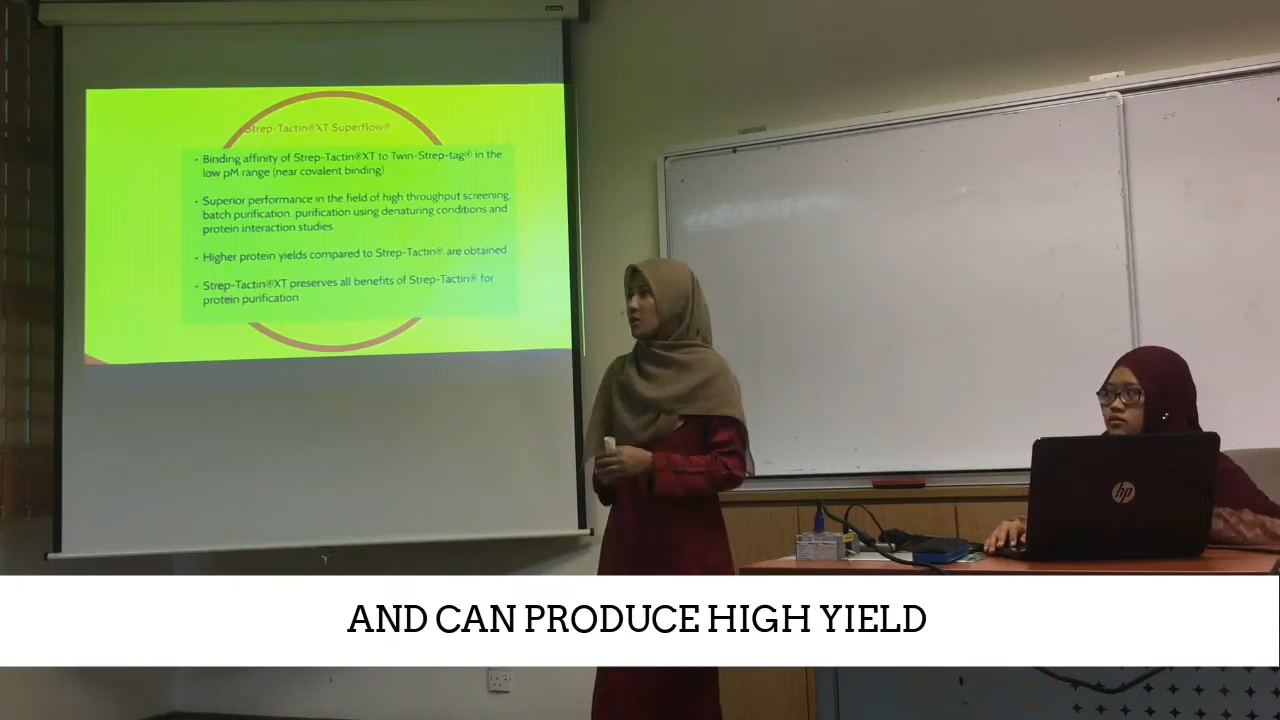 Strep-Tactin®XT Superflow®
• Binding affinity of Strep-Tactin®XT to Twin-Strep-tag® in the
low pM range (near covalent binding)
• Superior performance in the field of high throughput screening,
batch purification, purification using denaturing conditions and
protein interaction studies.
• Higher protein yields compared to Strep-Tactin® are obtained
• Strep-Tactin®XT preserves all benefits of Strep-Tactin® for
protein purification
hp
AND CAN PRODUCE HIGH YIELD